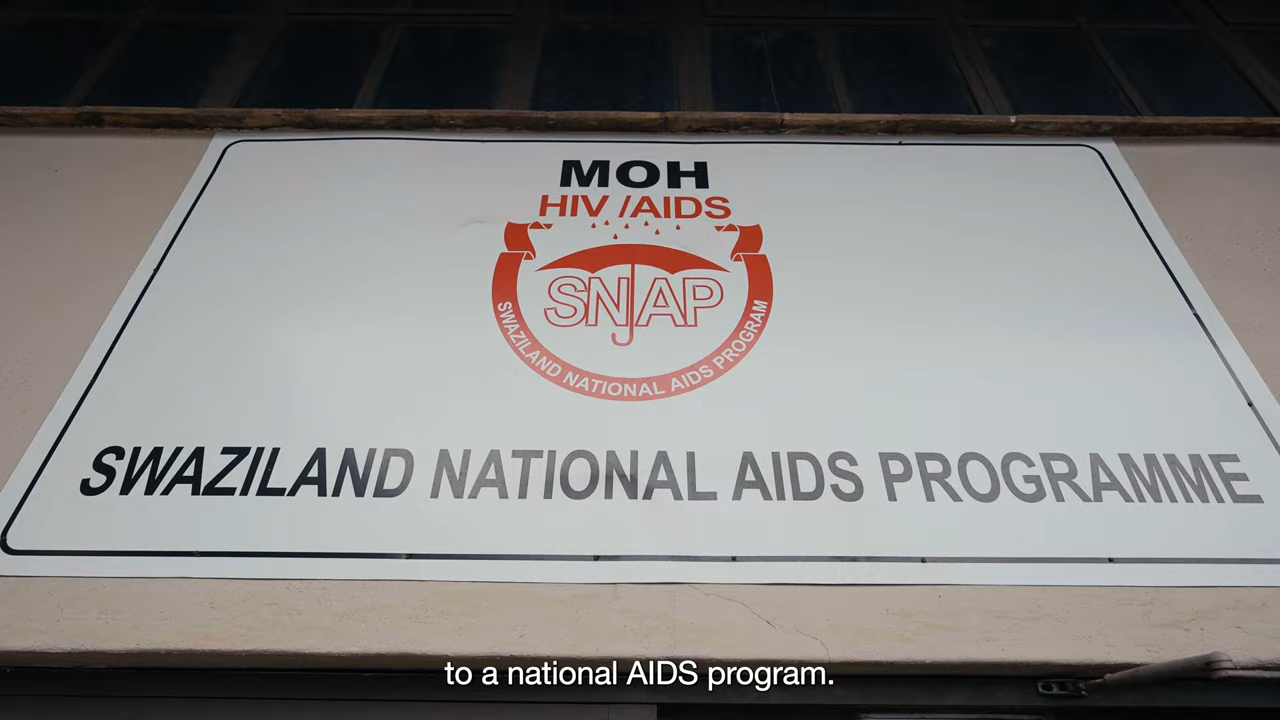 MOH
HIV /AIDS
SNAP
SWAZILAND NATIONAL AIDS PROGRAM
SWAZILAND NATIONAL AIDS PROGRAMME
to a national AIDS program.